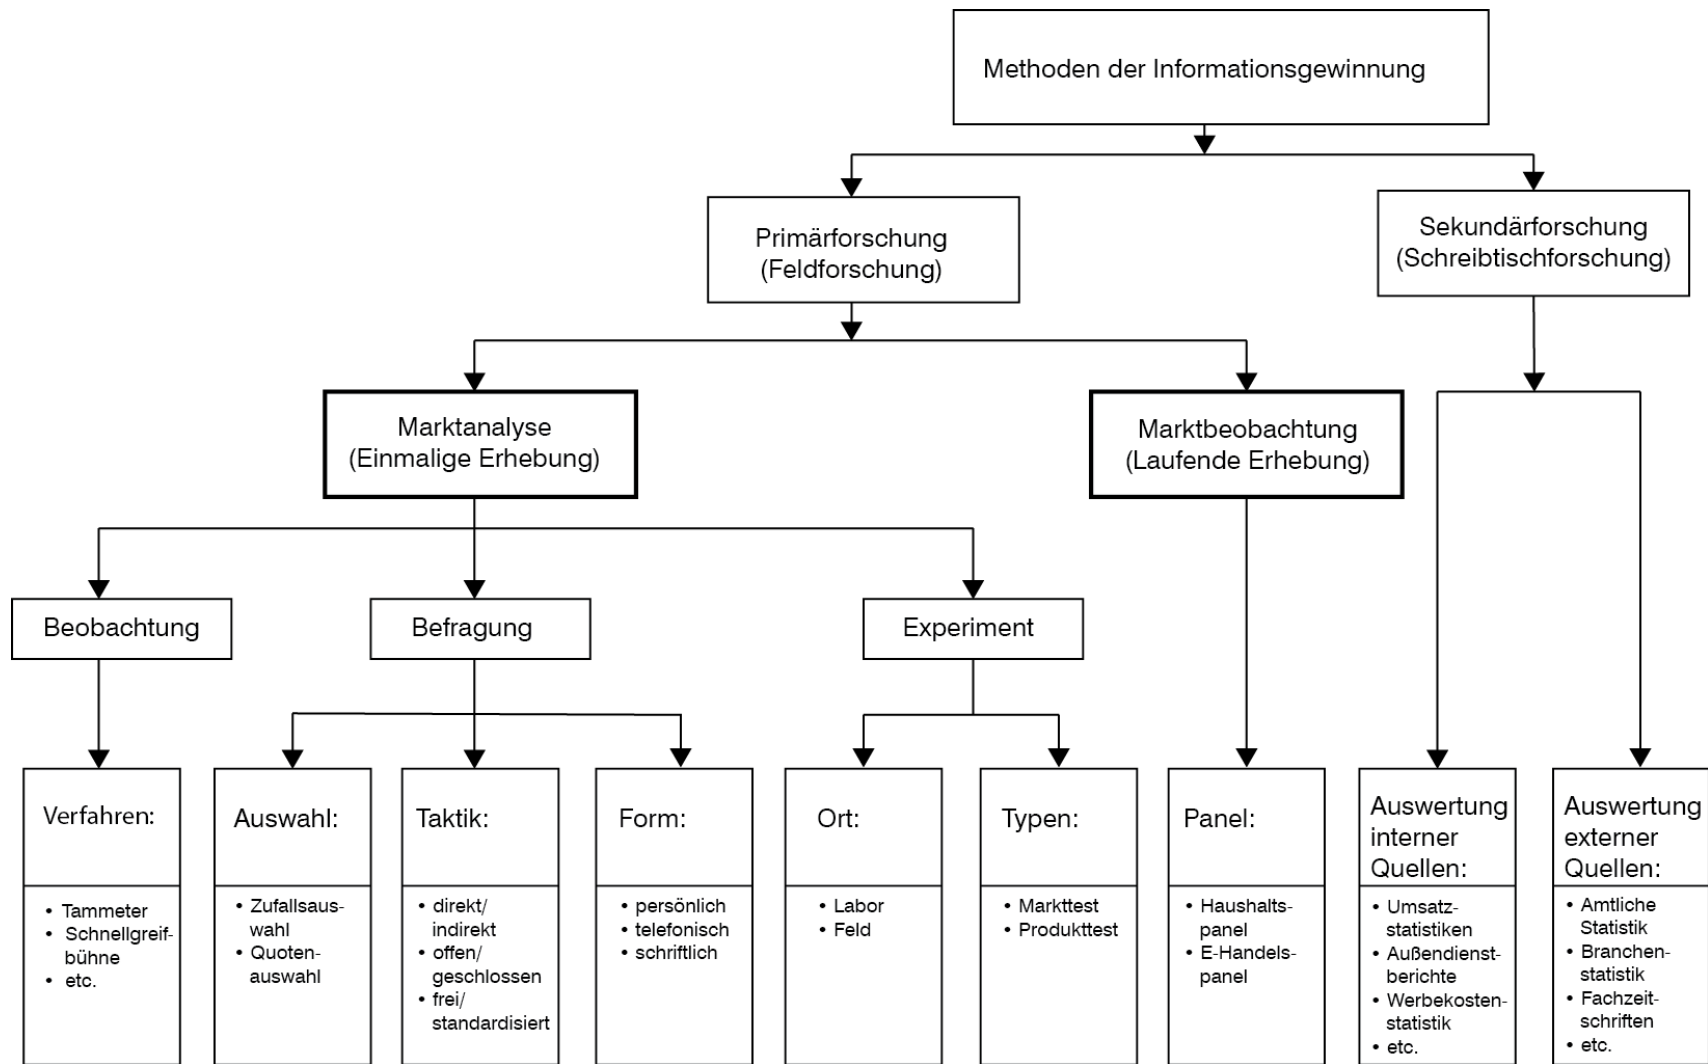 Methoden der Informationsgewinnung
Primärforschung
(Feldforschung)
Sekundärforschung
(Schreibtischforschung)
Marktanalyse
(Einmalige Erhebung)
Marktbeobachtung
(Laufende Erhebung)
Beobachtung
Befragung
Experiment
Verfahren:
• Tammeter
• Schnellgreif-
bühne
• etc.
Auswahl:
• Zufallsaus-
wahl
• Quoten-
auswahl
Taktik:
• direkt/
indirekt
• offen/
geschlossen
• frei/
standardisiert
Form:
• persönlich
• telefonisch
• schriftlich
Ort:
• Labor
• Feld
Typen:
• Markttest
• Produkttest
Panel:
• Haushalts-
panel
• E-Handels-
panel
Auswertung
interner
Quellen:
• Umsatz-
statistiken
• Außendienst-
berichte
• Werbekosten-
statistik
• etc.
Auswertung
externer
Quellen:
• Amtliche
Statistik
• Branchen-
statistik
• Fachzeit-
schriften
• etc.